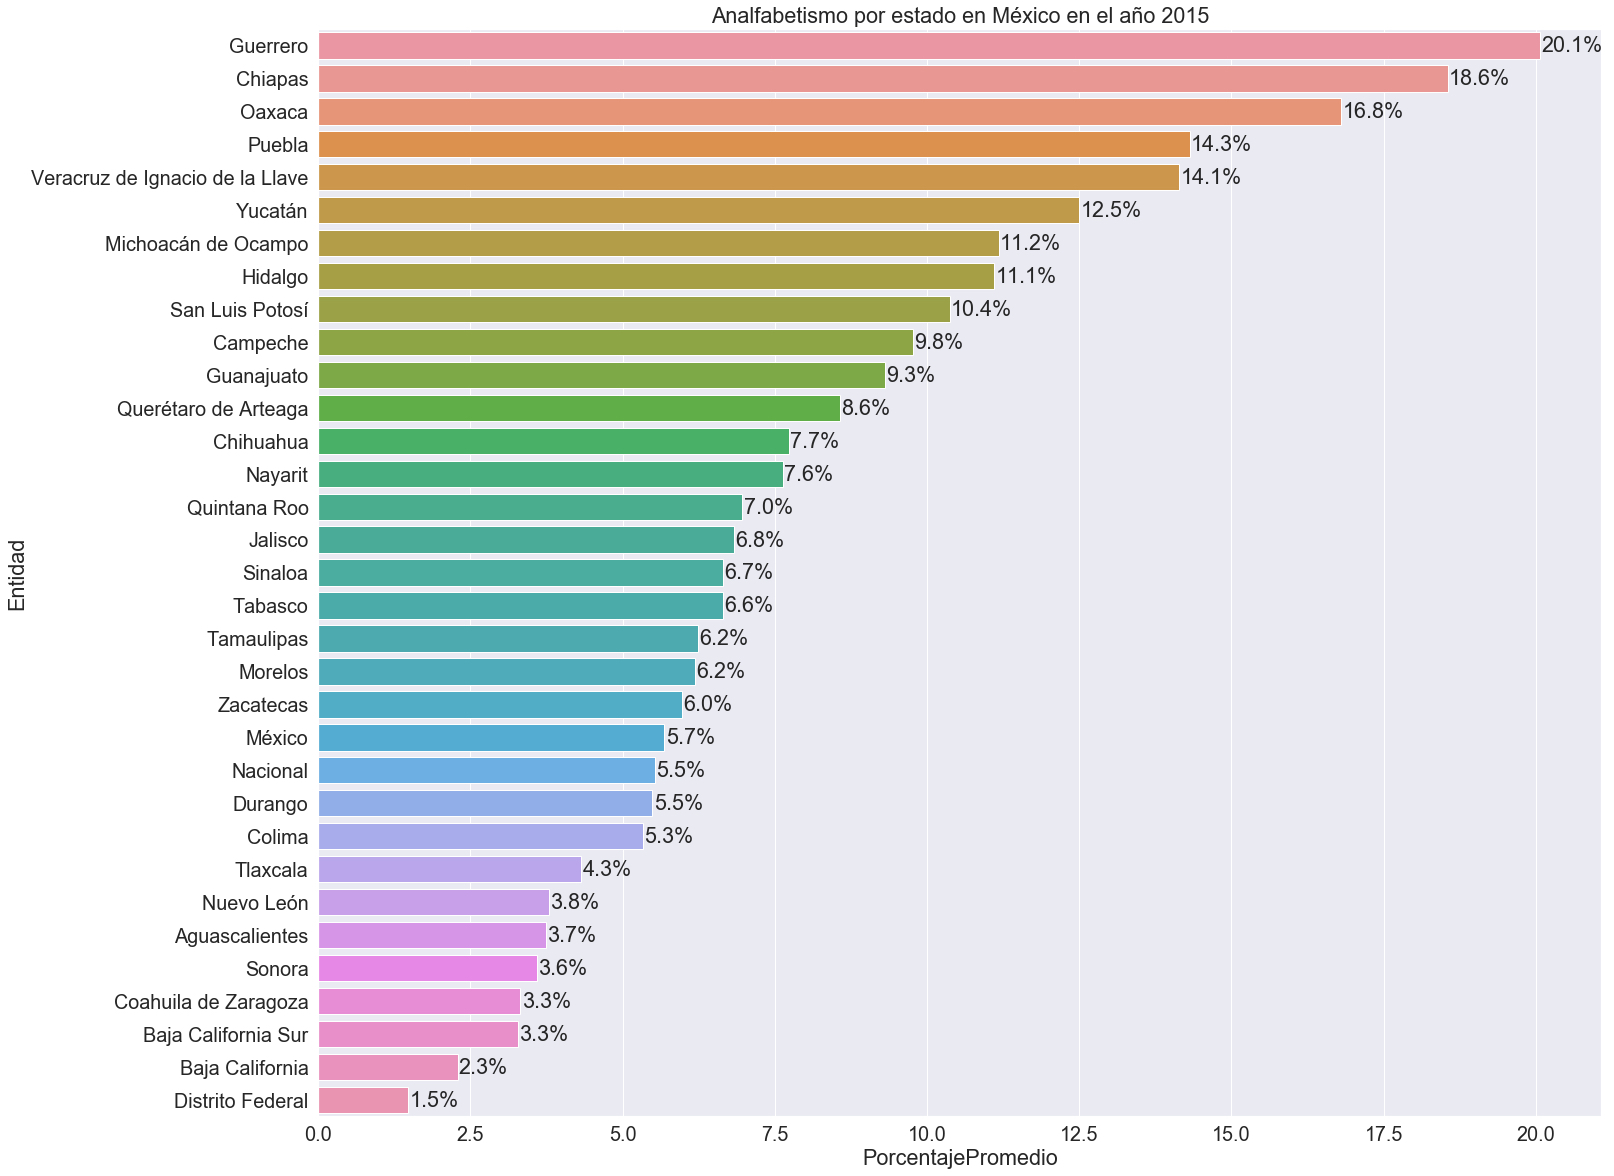 Analfabetismo por estado en México en el año 2015
Guerrero 20.1%
Chiapas 18.6%
Oaxaca 16.8%
Puebla 14.3%
Veracruz de Ignacio de la Llave 14.1%
Yucatán 12.5%
Michoacán de Ocampo 11.2%
Hidalgo 11.1%
San Luis Potosí 10.4%
Campeche 9.8%
Guanajuato 9.3%
Querétaro de Arteaga 8.6%
Chihuahua 7.7%
Nayarit 7.6%
Quintana Roo 7.0%
Jalisco 6.8%
Sinaloa 6.7%
Tabasco 6.6%
Tamaulipas 6.2%
Morelos 6.2%
Zacatecas 6.0%
México 5.7%
Nacional 5.5%
Durango 5.5%
Colima 5.3%
Tlaxcala 4.3%
Nuevo León 3.8%
Aguascalientes 3.7%
Sonora 3.6%
Coahuila de Zaragoza 3.3%
Baja California Sur 3.3%
Baja California 2.3%
Distrito Federal 1.5%
Entidad
0.0 2.5 5.0 7.5 10.0 12.5 15.0 17.5 20.0
PorcentajePromedio